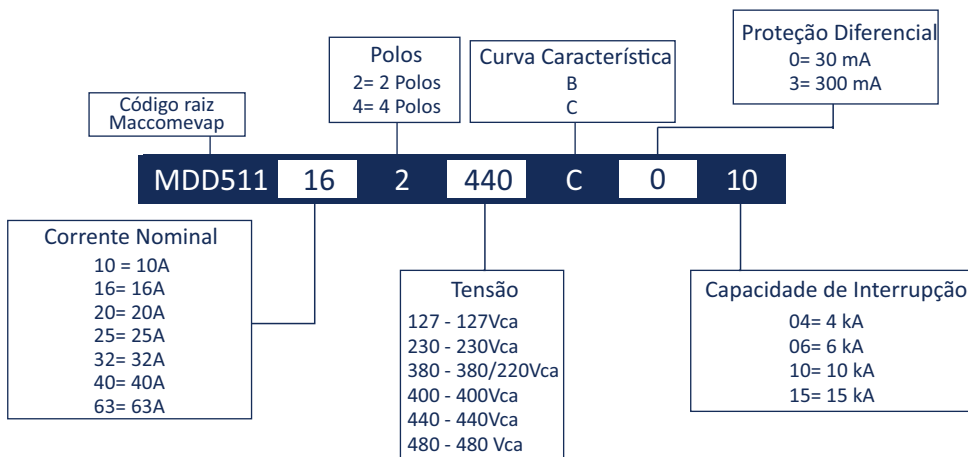 Código raiz
Maccomevap
Polos
2= 2 Polos
4= 4 Polos
Curva Característica
B
C
Proteção Diferencial
0= 30 mA
3= 300 mA
MDD511 16 2 440 C 0 10
Corrente Nominal
10 = 10A
16= 16A
20= 20A
25= 25A
32= 32A
40= 40A
63= 63A
Tensão
127 - 127Vca
230 - 230Vca
380 - 380/220Vca
400 - 400Vca
440 - 440Vca
480 - 480 Vca
Capacidade de Interrupção
04= 4 kA
06= 6 kA
10= 10 kA
15= 15 kA